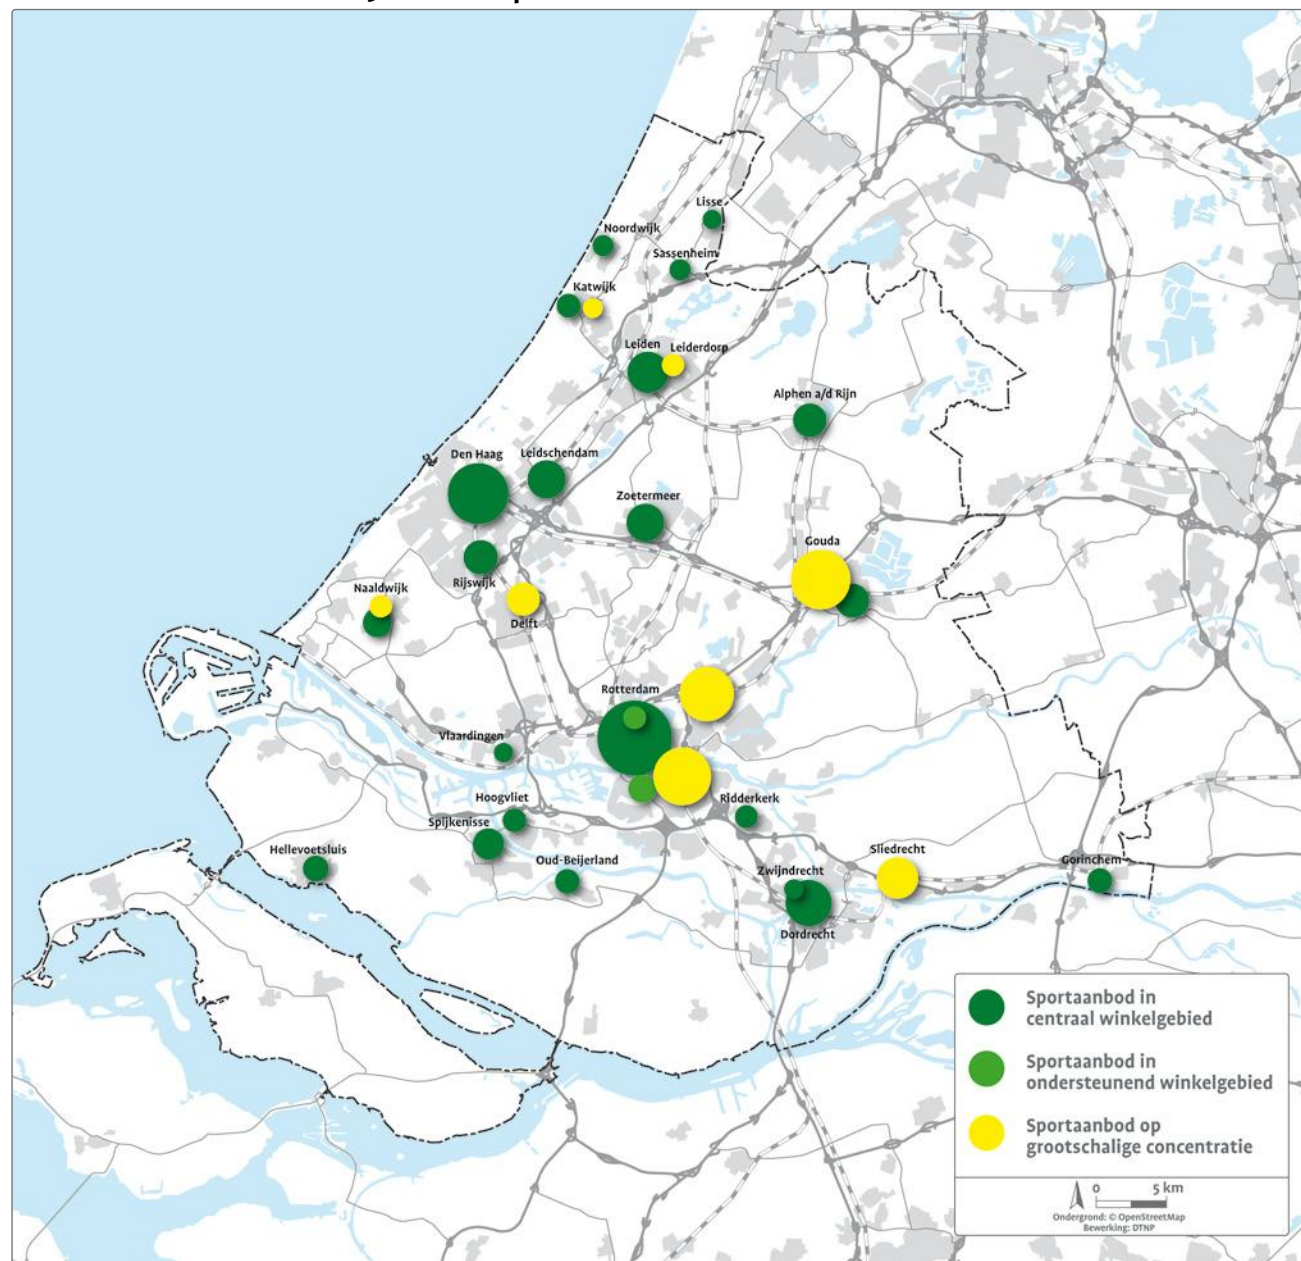 Lisse
Noordwijk
Sassenheim
Katwijk
Leiden
Leiderdorp
Alphen a/d Rijn
Den Haag
Leidschendam
Zoetermeer
Gouda
Rijswijk
Naaldwijk
Delft
Rotterdam
Vlaardingen
Hoogvliet
Ridderkerk
Spijkenisse
Hellevoetsluis
Oud-Beijerland
Sliedrecht
Zwijndrecht
Gorinchem
Dordrecht
Sportaanbod in
centraal winkelgebied
Sportaanbod in
ondersteunend winkelgebied
Sportaanbod op
grootschalige concentratie
0 5 km
Ondergrond: © OpenStreetMap
Bewerking: DTNP